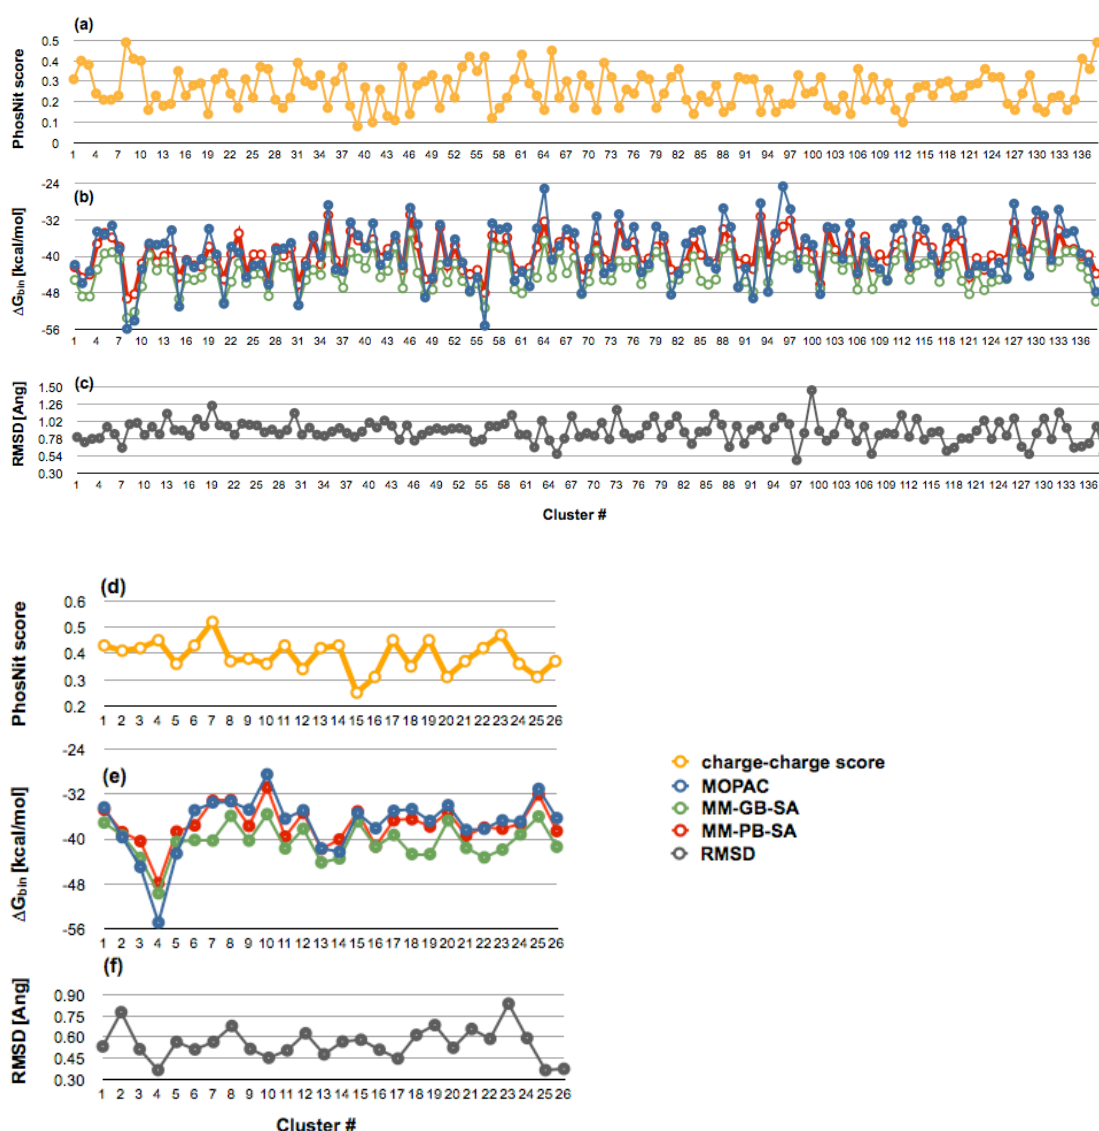 (a)
PhosNit score
0.5
0.4
0.3
0.2
0.1
0
1 4 7 10 13 16 19 22 25 28 31 34 37 40 43 46 49 52 55 58 61 64 67 70 73 76 79 82 85 88 91 94 97 100 103 106 109 112 115 118 121 124 127 130 133 136
(b)
ΔGbin [kcal/mol]
-24
-32
-40
-48
-56
1 4 7 10 13 16 19 22 25 28 31 34 37 40 43 46 49 52 55 58 61 64 67 70 73 76 79 82 85 88 91 94 97 100 103 106 109 112 115 118 121 124 127 130 133 136
(c)
RMSD [Ang]
1.50
1.26
1.02
0.78
0.54
0.30
1 4 7 10 13 16 19 22 25 28 31 34 37 40 43 46 49 52 55 58 61 64 67 70 73 76 79 82 85 88 91 94 97 100 103 106 109 112 115 118 121 124 127 130 133 136
Cluster #
(d)
PhosNit score
0.6
0.5
0.4
0.3
0.2
1 2 3 4 5 6 7 8 9 10 11 12 13 14 15 16 17 18 19 20 21 22 23 24 25 26
(e)
ΔGbin [kcal/mol]
-24
-32
-40
-48
-56
1 2 3 4 5 6 7 8 9 10 11 12 13 14 15 16 17 18 19 20 21 22 23 24 25 26
charge-charge score
MOPAC
MM-GB-SA
MM-PB-SA
RMSD
(f)
RMSD [Ang]
0.90
0.75
0.60
0.45
0.30
1 2 3 4 5 6 7 8 9 10 11 12 13 14 15 16 17 18 19 20 21 22 23 24 25 26
Cluster #